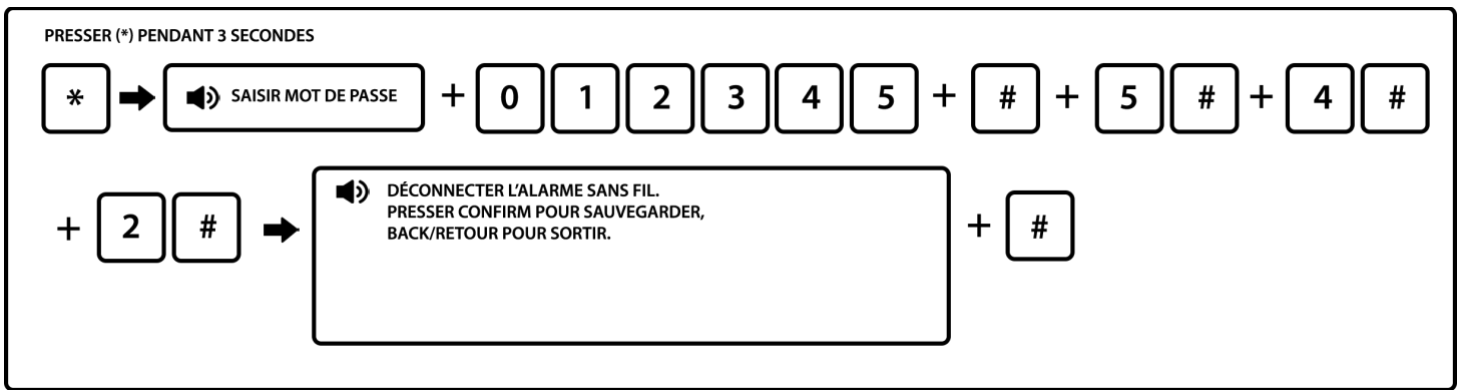 PRESSER (*) PENDANT 3 SECONDES
* SAISIR MOT DE PASSE + 0 1 2 3 4 5 + # + 5 # + 4 #
+ 2 # DÉCONNECTER L'ALARME SANS FIL.
PRESSER CONFIRM POUR SAUVEGARDER,
BACK/RETOUR POUR SORTIR.
+ #